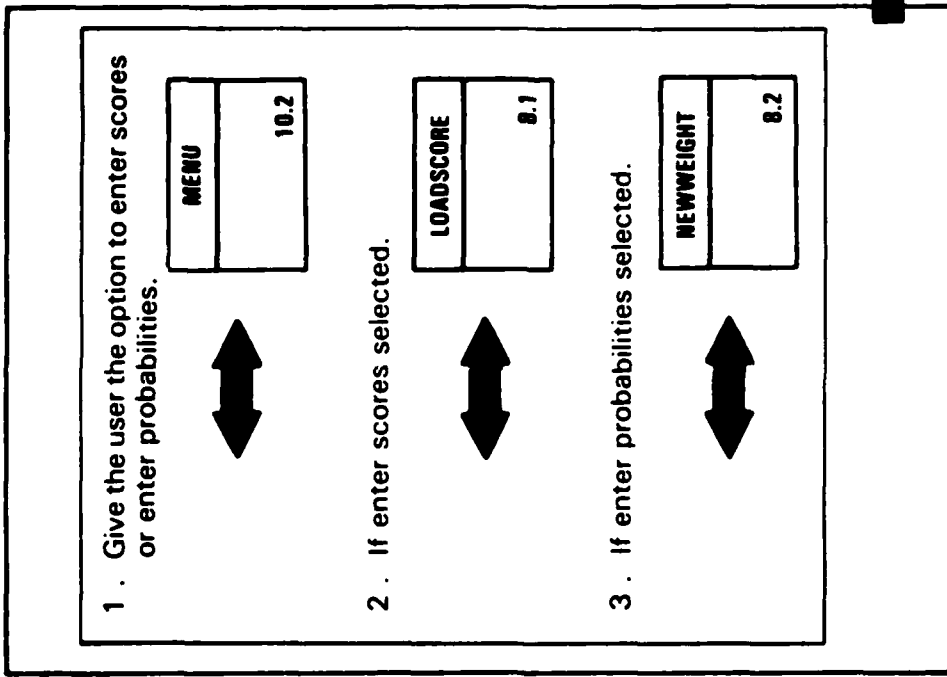 1 . Give the user the option to enter scores
or enter probabilities.
MENU
10.2
2 . If enter scores selected.
LOADSCORE
8.1
3 . If enter probabilities selected.
NEWWEIGHT
8.2